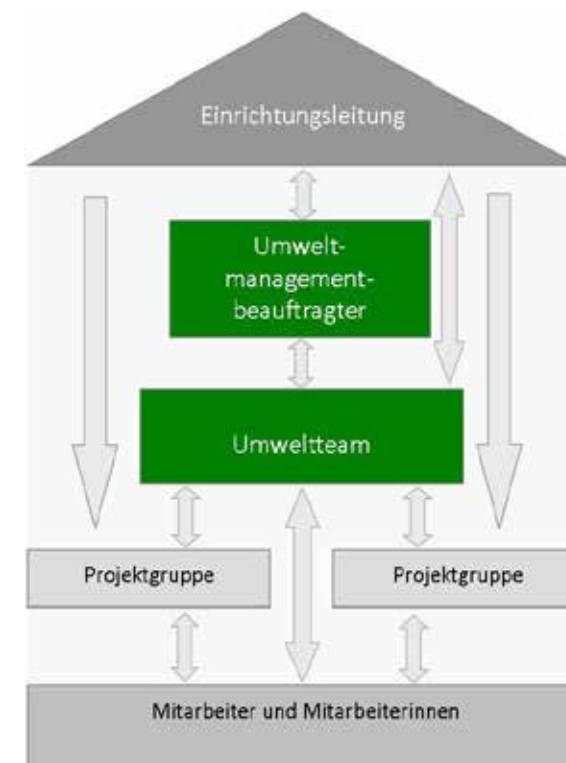 Einrichtungsleitung
Umwelt-
management-
beauftragter
Umweltteam
Projektgruppe
Projektgruppe
Mitarbeiter und Mitarbeiterinnen